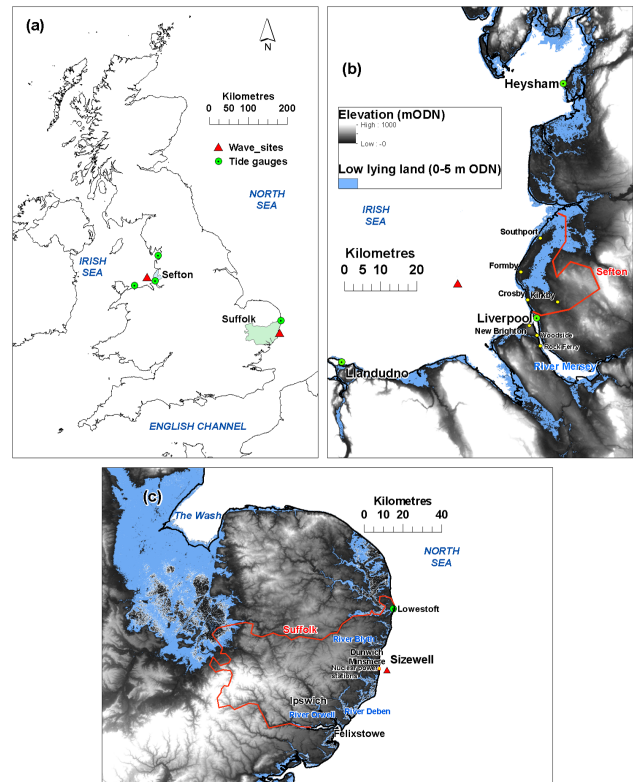 (a)
N
Kilometres
0 50 100 200
Wave_sites
Tide gauges
NORTH
SEA
IRISH
SEA
Sefton
Suffolk
ENGLISH CHANNEL
(b)
Heysham
Elevation (mODN)
High : 1000
Low : -0
Low lying land (0-5 m ODN)
IRISH
SEA
Kilometres
0 5 10 20
Southport
Formby
Sefton
Crosby
Kirkby
Liverpool
New Brighton
Woodside
Rock Ferry
River Mersey
Llandudno
(c)
The Wash
Kilometres
0 10 20 40
NORTH
SEA
Lowestoft
Suffolk
River Blyth
Dunwich
Minsmere
Sizewell
Nuclear power
stations
Ipswich
River Orwell
River Deben
Felixstowe